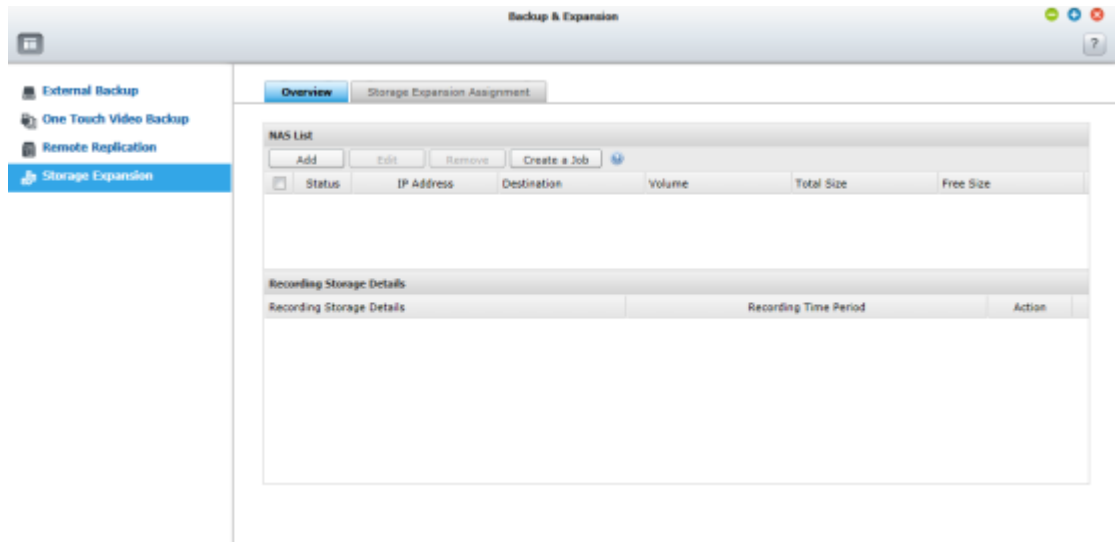 Backup & Expansion
?
External Backup
One Touch Video Backup
Remote Replication
Storage Expansion
Overview Storage Expansion Assignment
NAS List
Add Edit Remove Create a Job
Status IP Address Destination Volume Total Size Free Size
Recording Storage Details
Recording Storage Details Recording Time Period Action